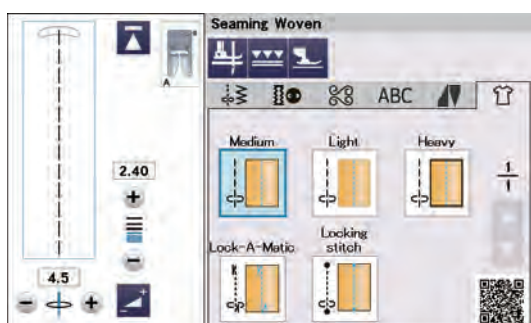 Seaming Woven
A
ABC
Medium
Light
Heavy
2.40
1
1
Lock-A-Matic
Locking
stitch
4.5